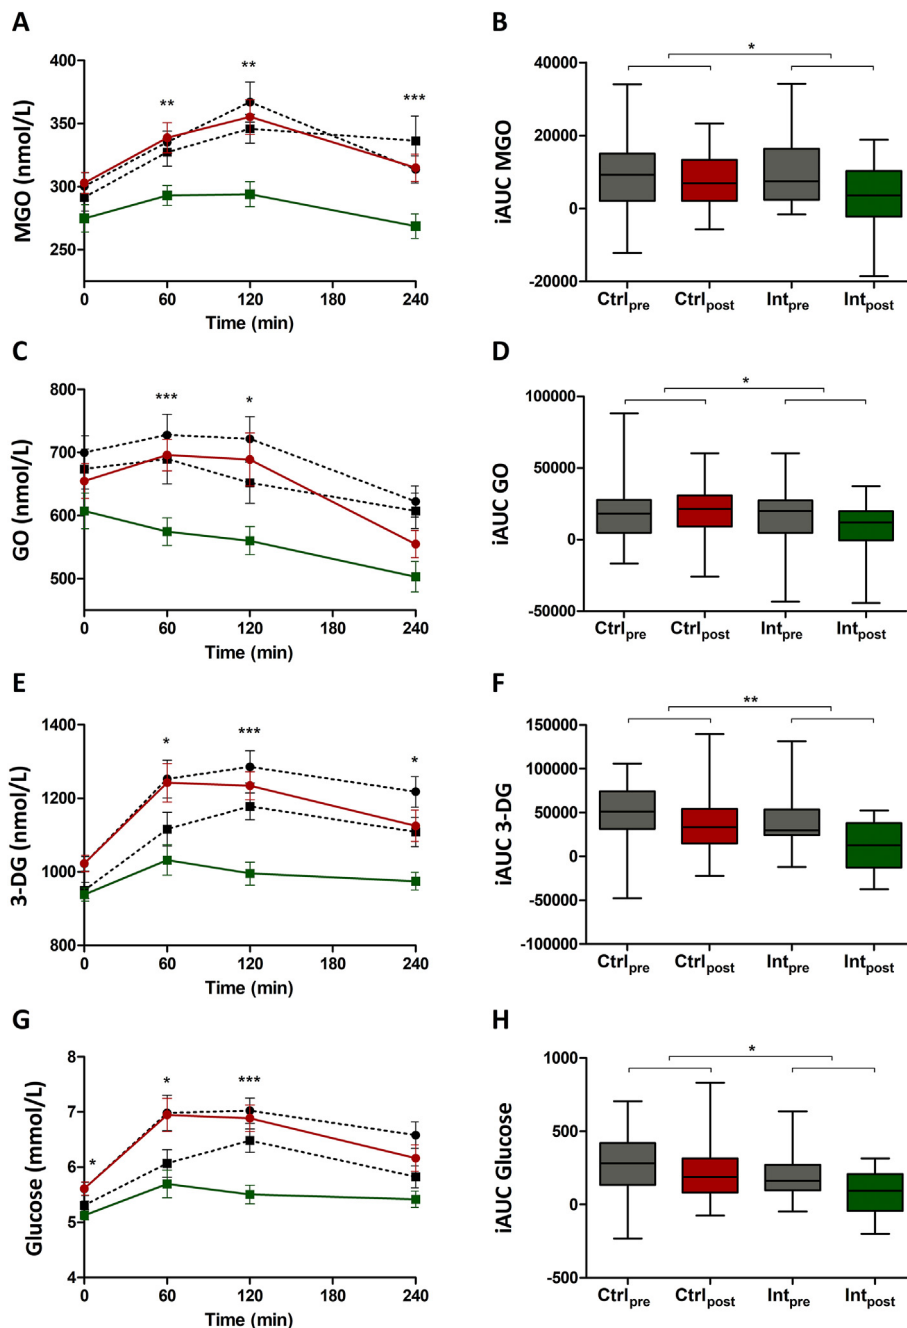 A
MGO (nmol/L)
400
350
300
250
**
**
***
0
60
120
180
240
Time (min)
B
iAUC MGO
40000
20000
0
-20000
*
Ctrlpre
Ctrlpost
Intpre
Intpost
C
GO (nmol/L)
800
700
600
500
***
*
0
60
120
180
240
Time (min)
D
iAUC GO
100000
50000
0
-50000
*
Ctrlpre
Ctrlpost
Intpre
Intpost
E
3-DG (nmol/L)
1400
1200
1000
800
*
***
*
0
60
120
180
240
Time (min)
F
iAUC 3-DG
150000
100000
50000
0
-50000
-100000
**
Ctrlpre
Ctrlpost
Intpre
Intpost
G
Glucose (mmol/L)
8
7
6
5
4
*
*
***
0
60
120
180
240
Time (min)
H
iAUC Glucose
1000
500
0
-500
*
Ctrlpre
Ctrlpost
Intpre
Intpost